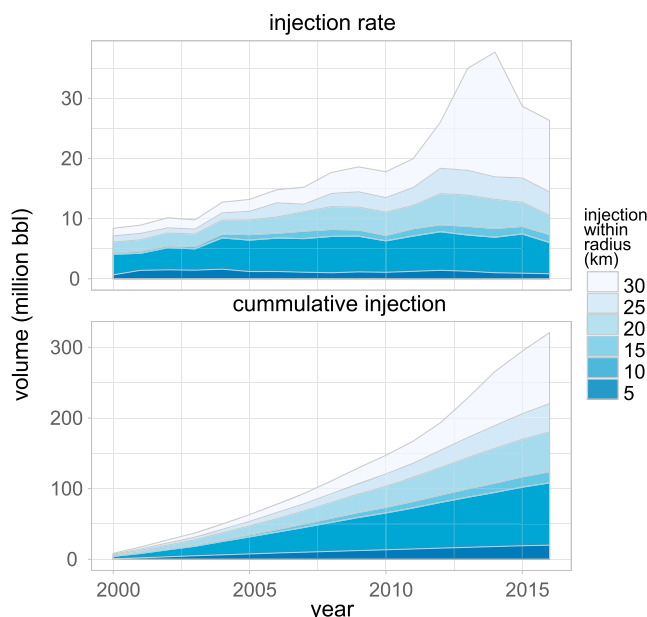 injection rate
30
20
10
0
volume (million bbl)
cummulative injection
300
200
100
0
2000
2005
2010
2015
year
injection
within
radius
(km)
30
25
20
15
10
5